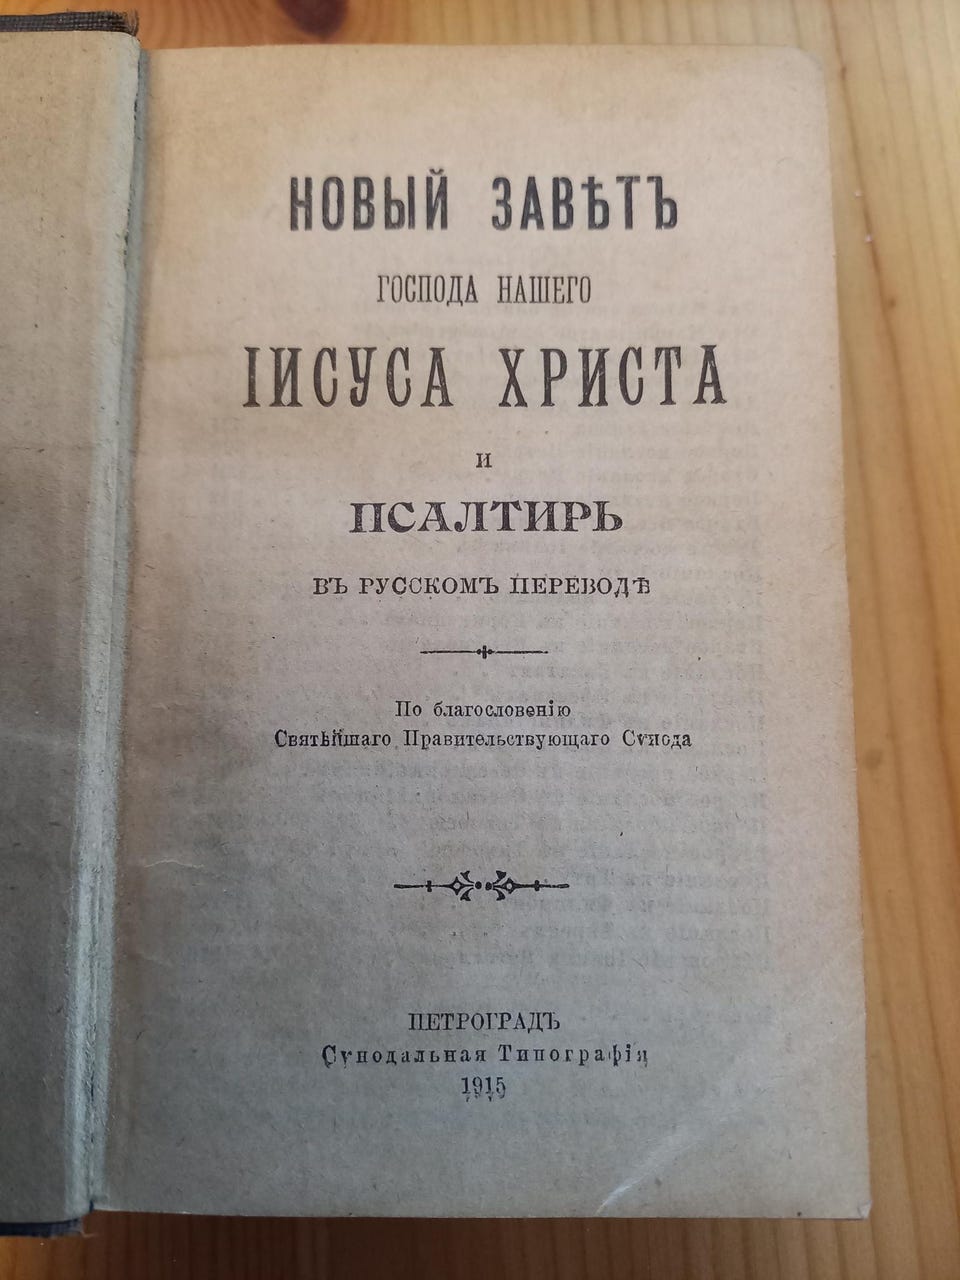 НОВЫЙ ЗАВѢТЪ
ГОСПОДА НАШЕГО
ІИСУСА ХРИСТА
И
ПСАЛТИРЬ
ВЪ РУССКОМЪ ПЕРЕВОДѢ
По благословенію
Святѣйшаго Правительствующаго Сѵнода
ПЕТРОГРАДЪ
Сѵнодальная Типографія
1915